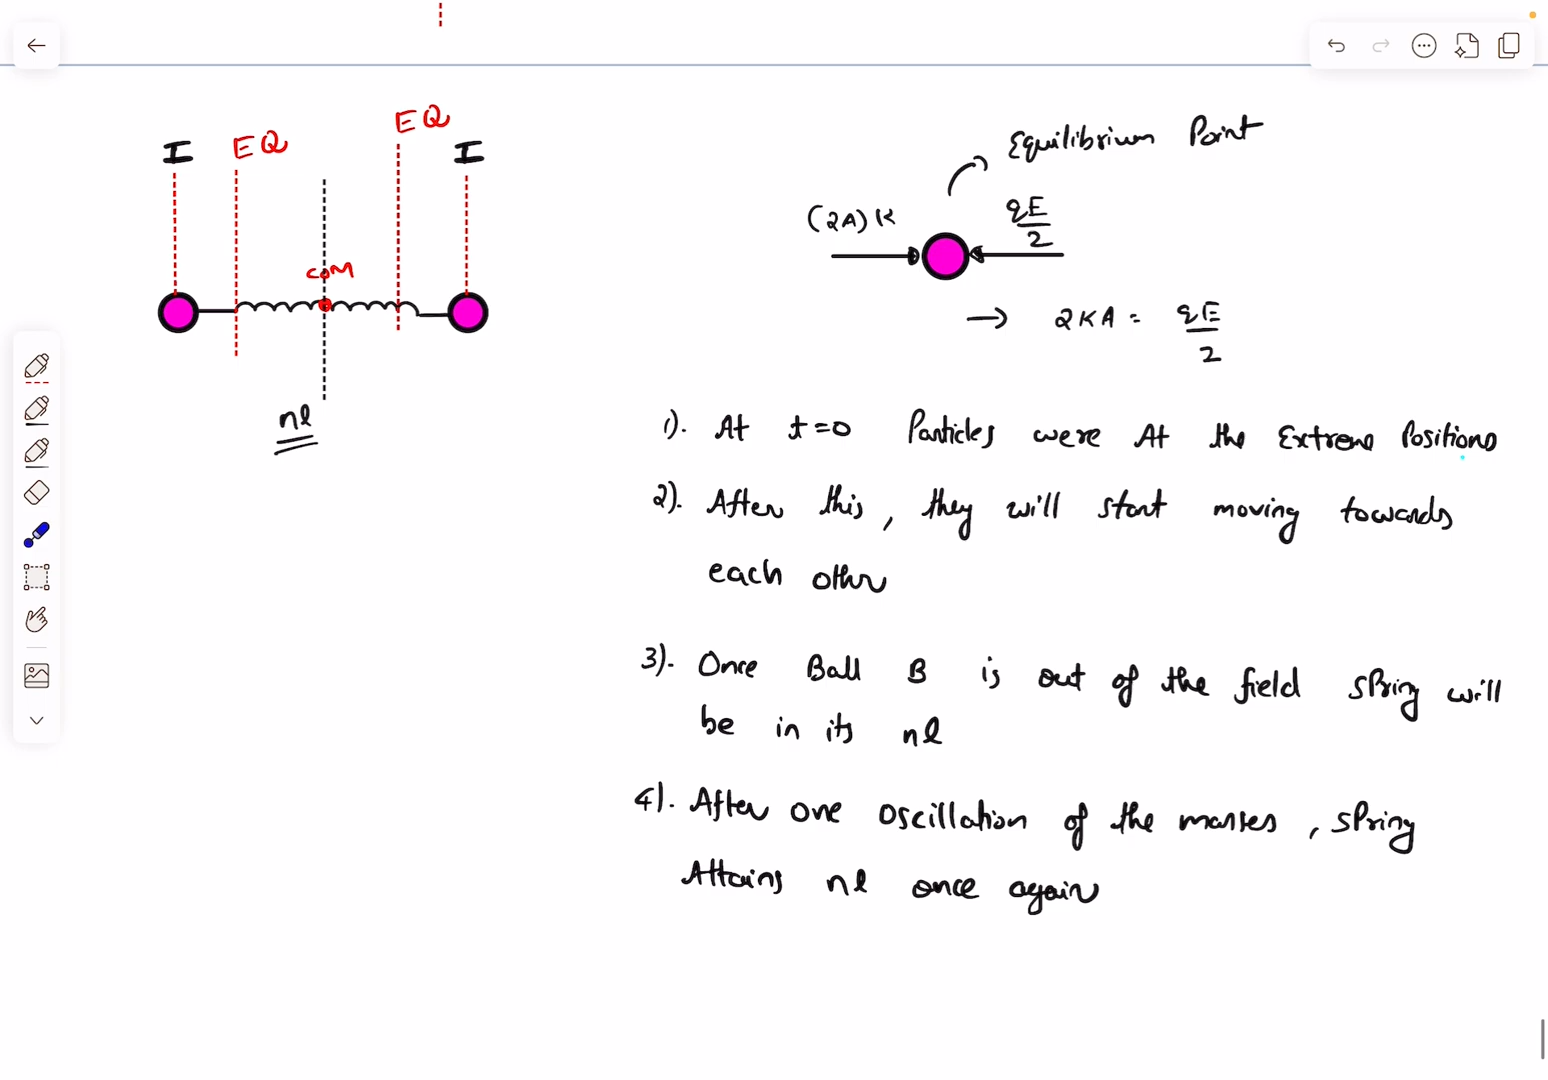 I EQ EQ I
COM
nl
Equilibrium Point
(2A)K qE/2
→ 2KA = qE/2
1). At t=0 Particles were At the Extreme Positions
2). After this, they will start moving towards
each other
3). Once Ball B is out of the field spring will
be in its nl
4). After one oscillation of the masses, spring
Attains nl once again